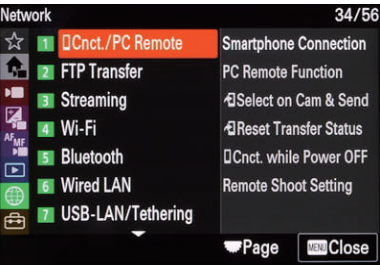 Network 34/56
1 Cnct./PC Remote
2 FTP Transfer
3 Streaming
4 Wi-Fi
5 Bluetooth
6 Wired LAN
7 USB-LAN/Tethering
Smartphone Connection
PC Remote Function
Select on Cam & Send
Reset Transfer Status
Cnct. while Power OFF
Remote Shoot Setting
AFMF
Page MENU Close